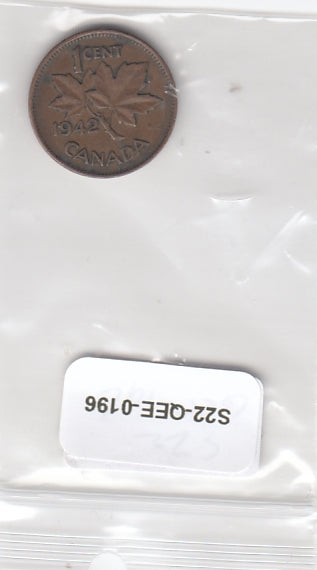 1 CENT
1942
CANADA
S22-QEE-0196